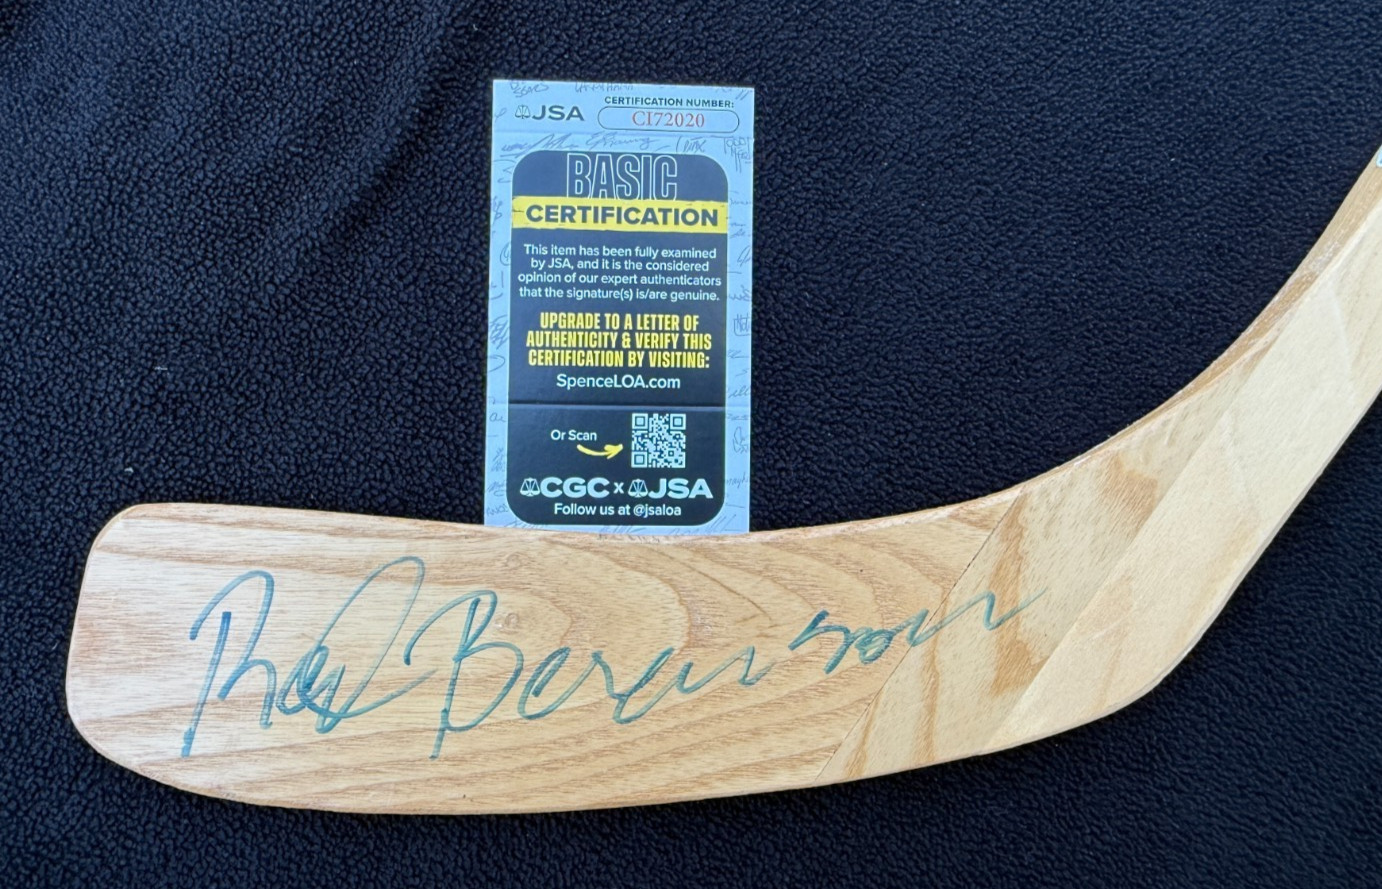 JSA
CERTIFICATION NUMBER:
CI72020
BASIC
CERTIFICATION
This item has been fully examined
by JSA, and it is the considered
opinion of our expert authenticators
that the signature(s) is/are genuine.
UPGRADE TO A LETTER OF
AUTHENTICITY & VERIFY THIS
CERTIFICATION BY VISITING:
SpenceLOA.com
Or Scan
CGC x JSA
Follow us at @jsaloa
Red Berenson